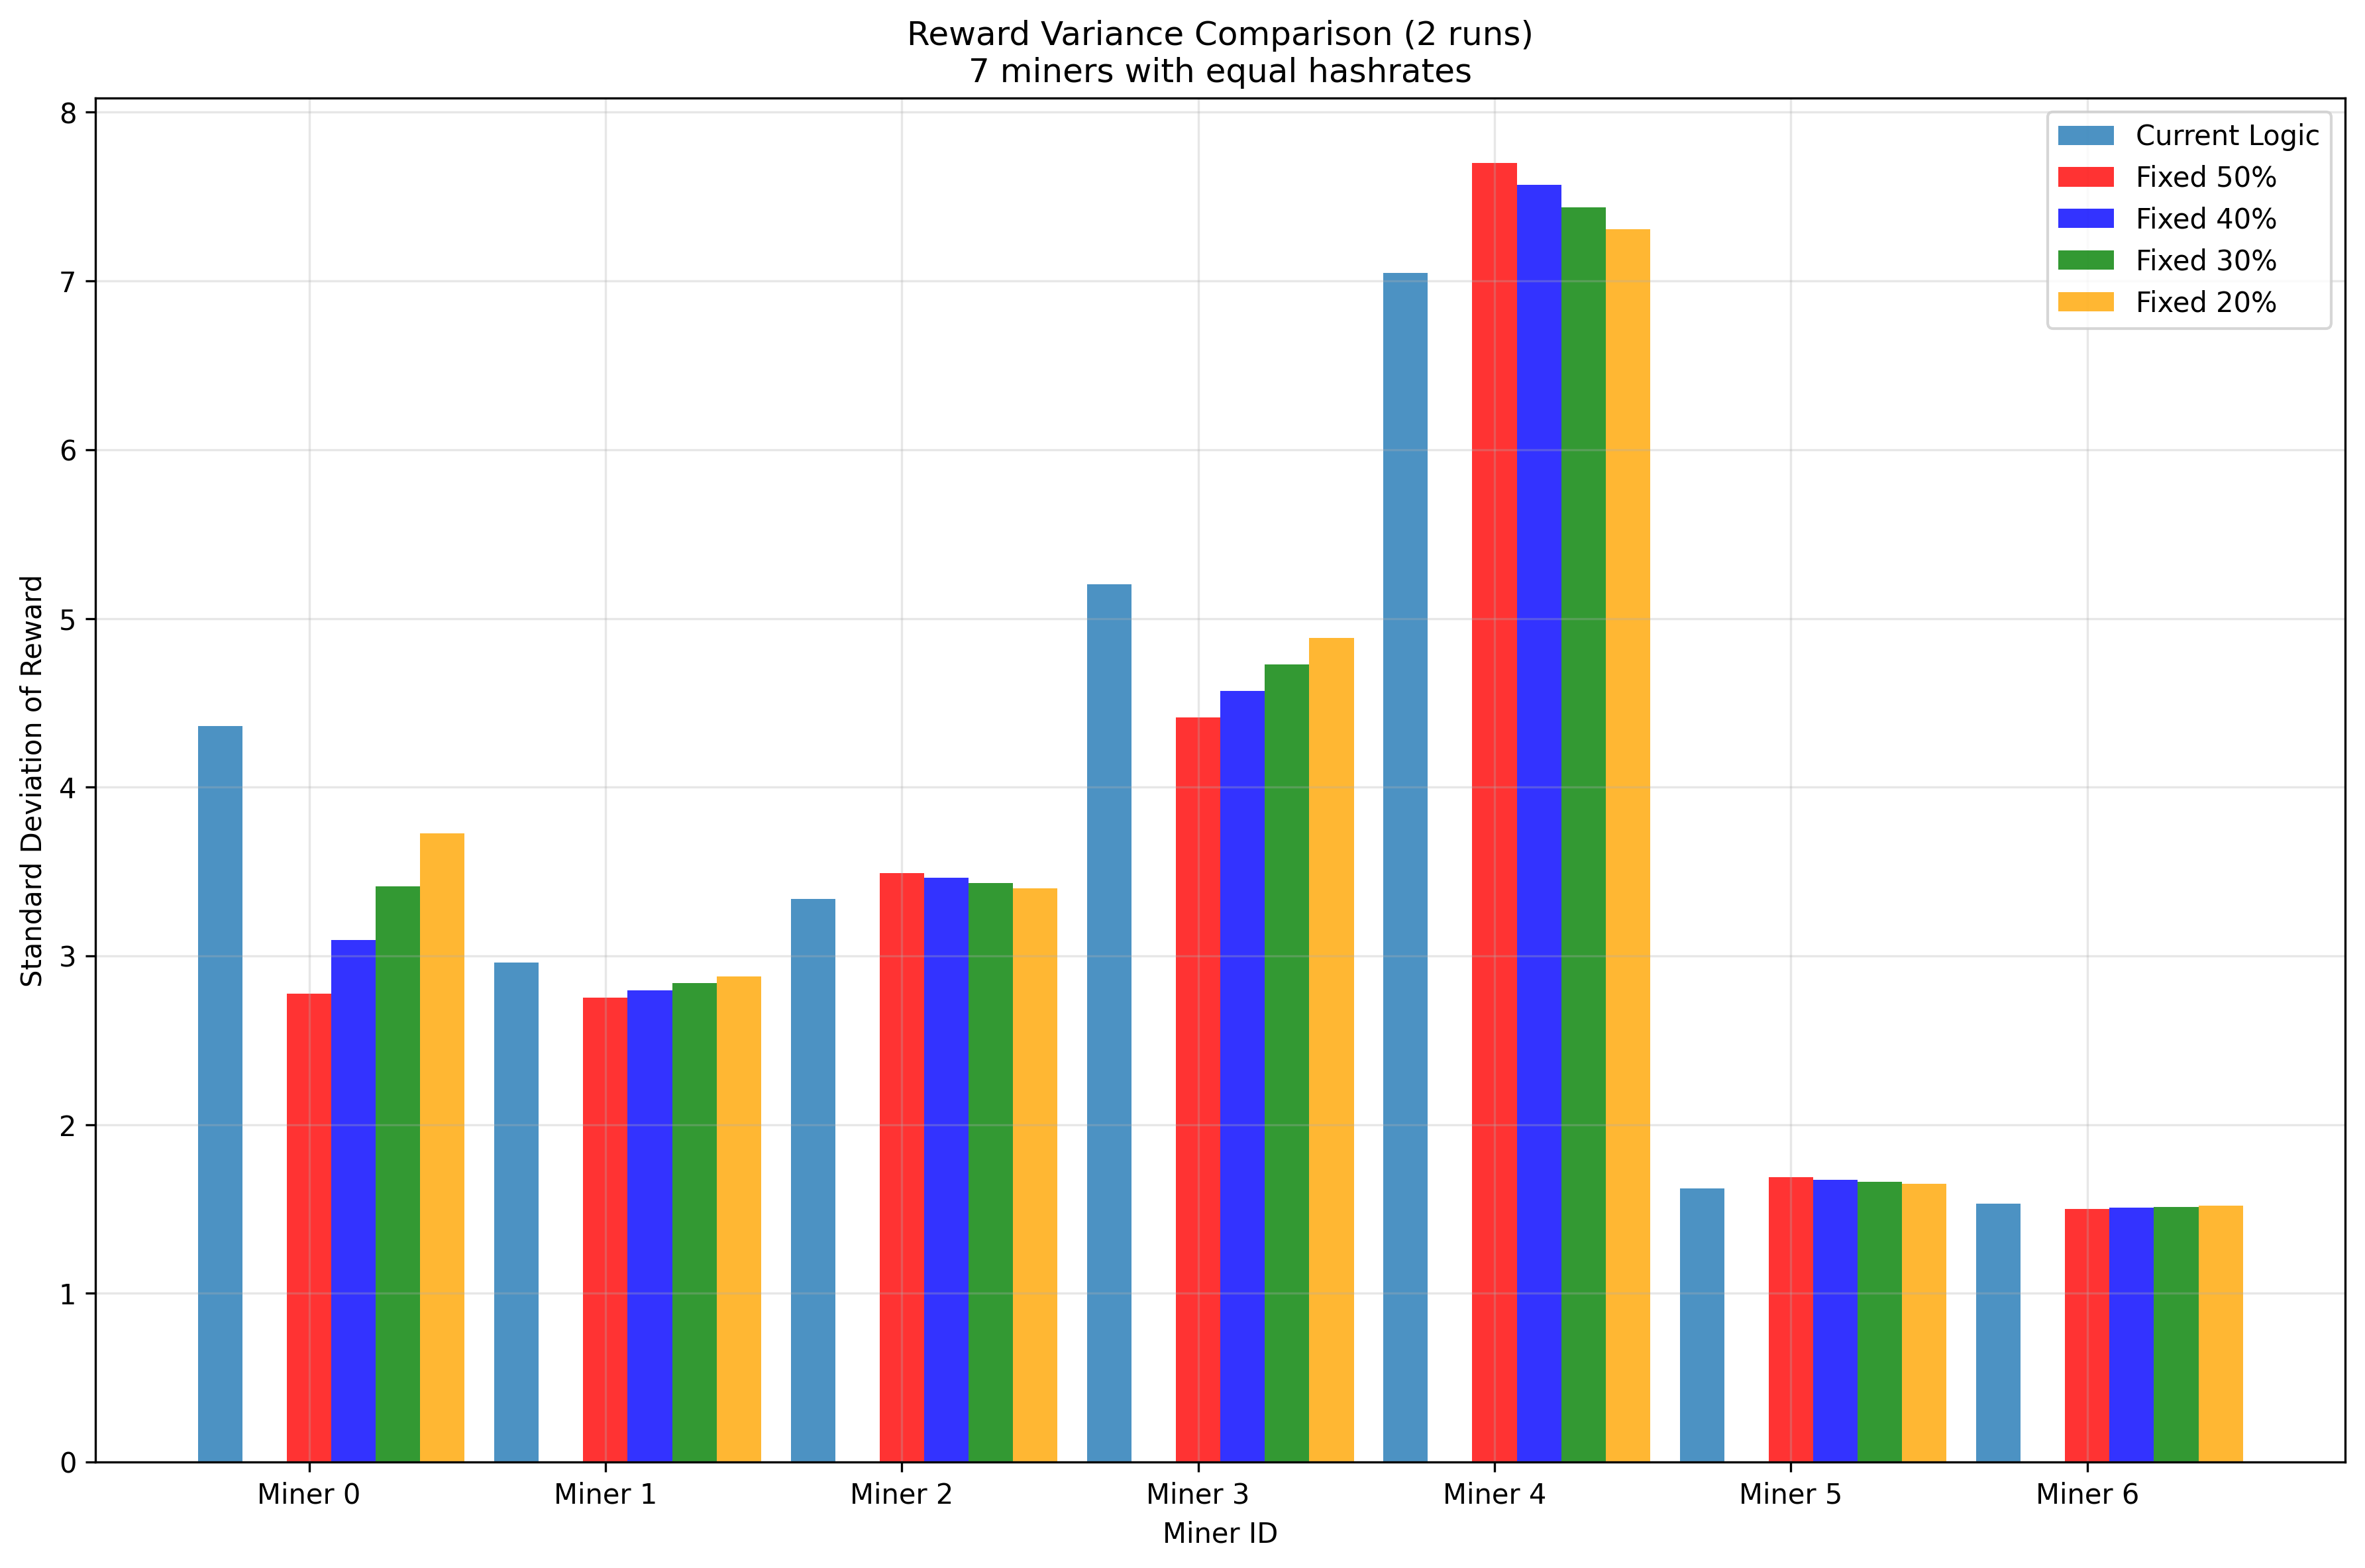 Reward Variance Comparison (2 runs)
7 miners with equal hashrates
Current Logic
Fixed 50%
Fixed 40%
Fixed 30%
Fixed 20%
Standard Deviation of Reward
8
7
6
5
4
3
2
1
0
Miner 0
Miner 1
Miner 2
Miner 3
Miner 4
Miner 5
Miner 6
Miner ID